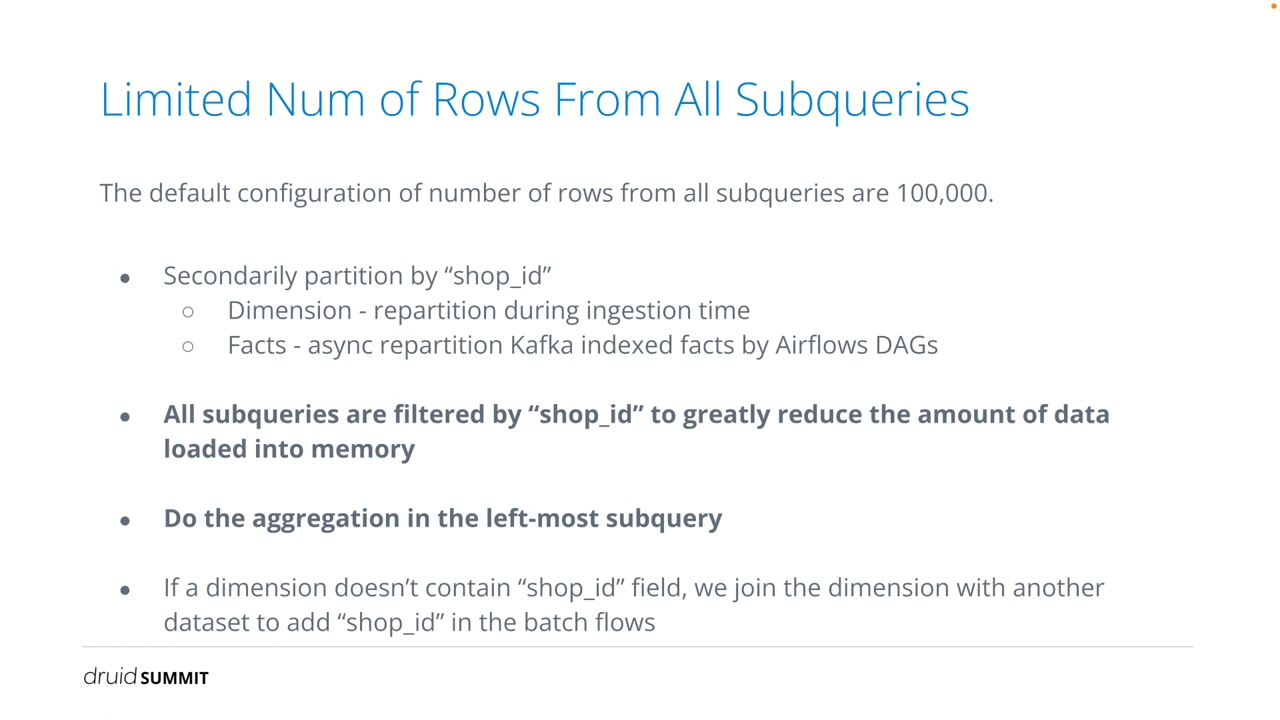 Limited Num of Rows From All Subqueries
The default configuration of number of rows from all subqueries are 100,000.
● Secondarily partition by “shop_id”
○ Dimension - repartition during ingestion time
○ Facts - async repartition Kafka indexed facts by Airflows DAGs
● All subqueries are filtered by “shop_id” to greatly reduce the amount of data
loaded into memory
● Do the aggregation in the left-most subquery
● If a dimension doesn’t contain “shop_id” field, we join the dimension with another
dataset to add “shop_id” in the batch flows
druid SUMMIT